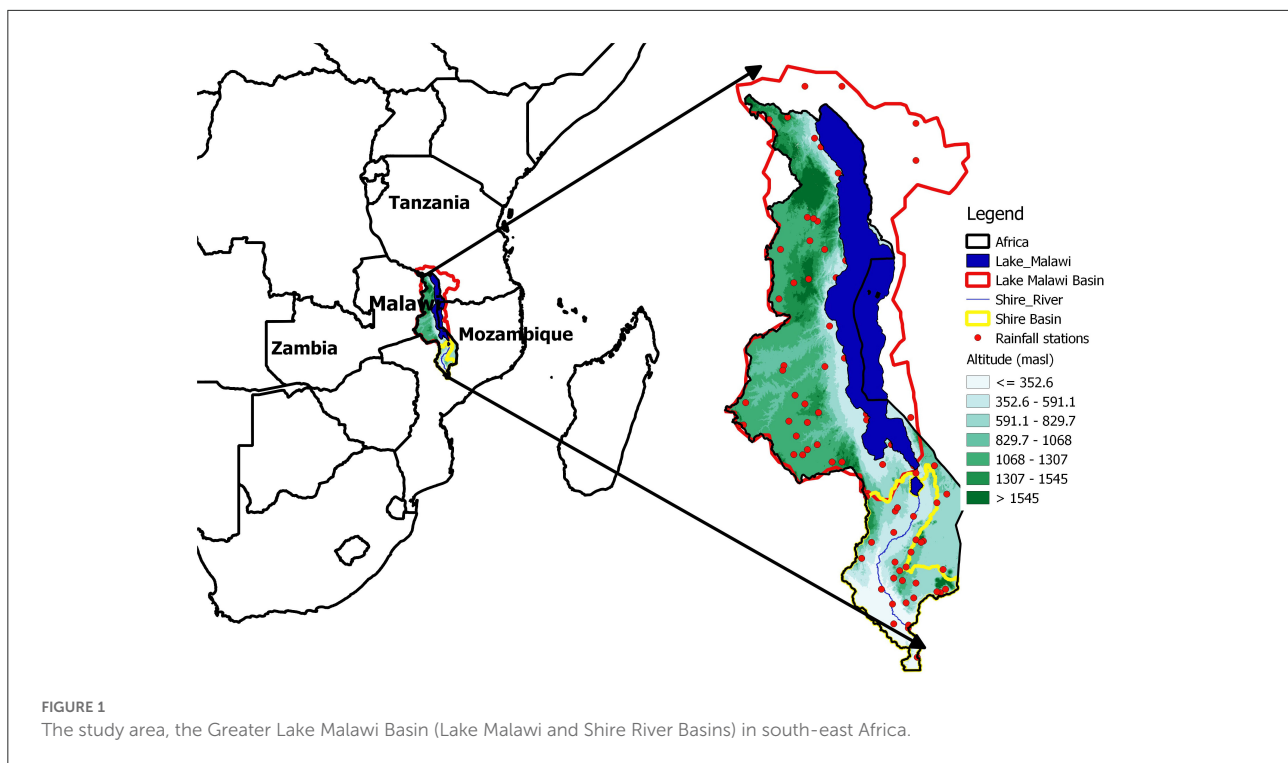 Tanzania
Malawi
Mozambique
Zambia
Legend
Africa
Lake_Malawi
Lake Malawi Basin
Shire_River
Shire Basin
Rainfall stations
Altitude (masl)
<= 352.6
352.6 - 591.1
591.1 - 829.7
829.7 - 1068
1068 - 1307
1307 - 1545
> 1545
FIGURE 1
The study area, the Greater Lake Malawi Basin (Lake Malawi and Shire River Basins) in south-east Africa.